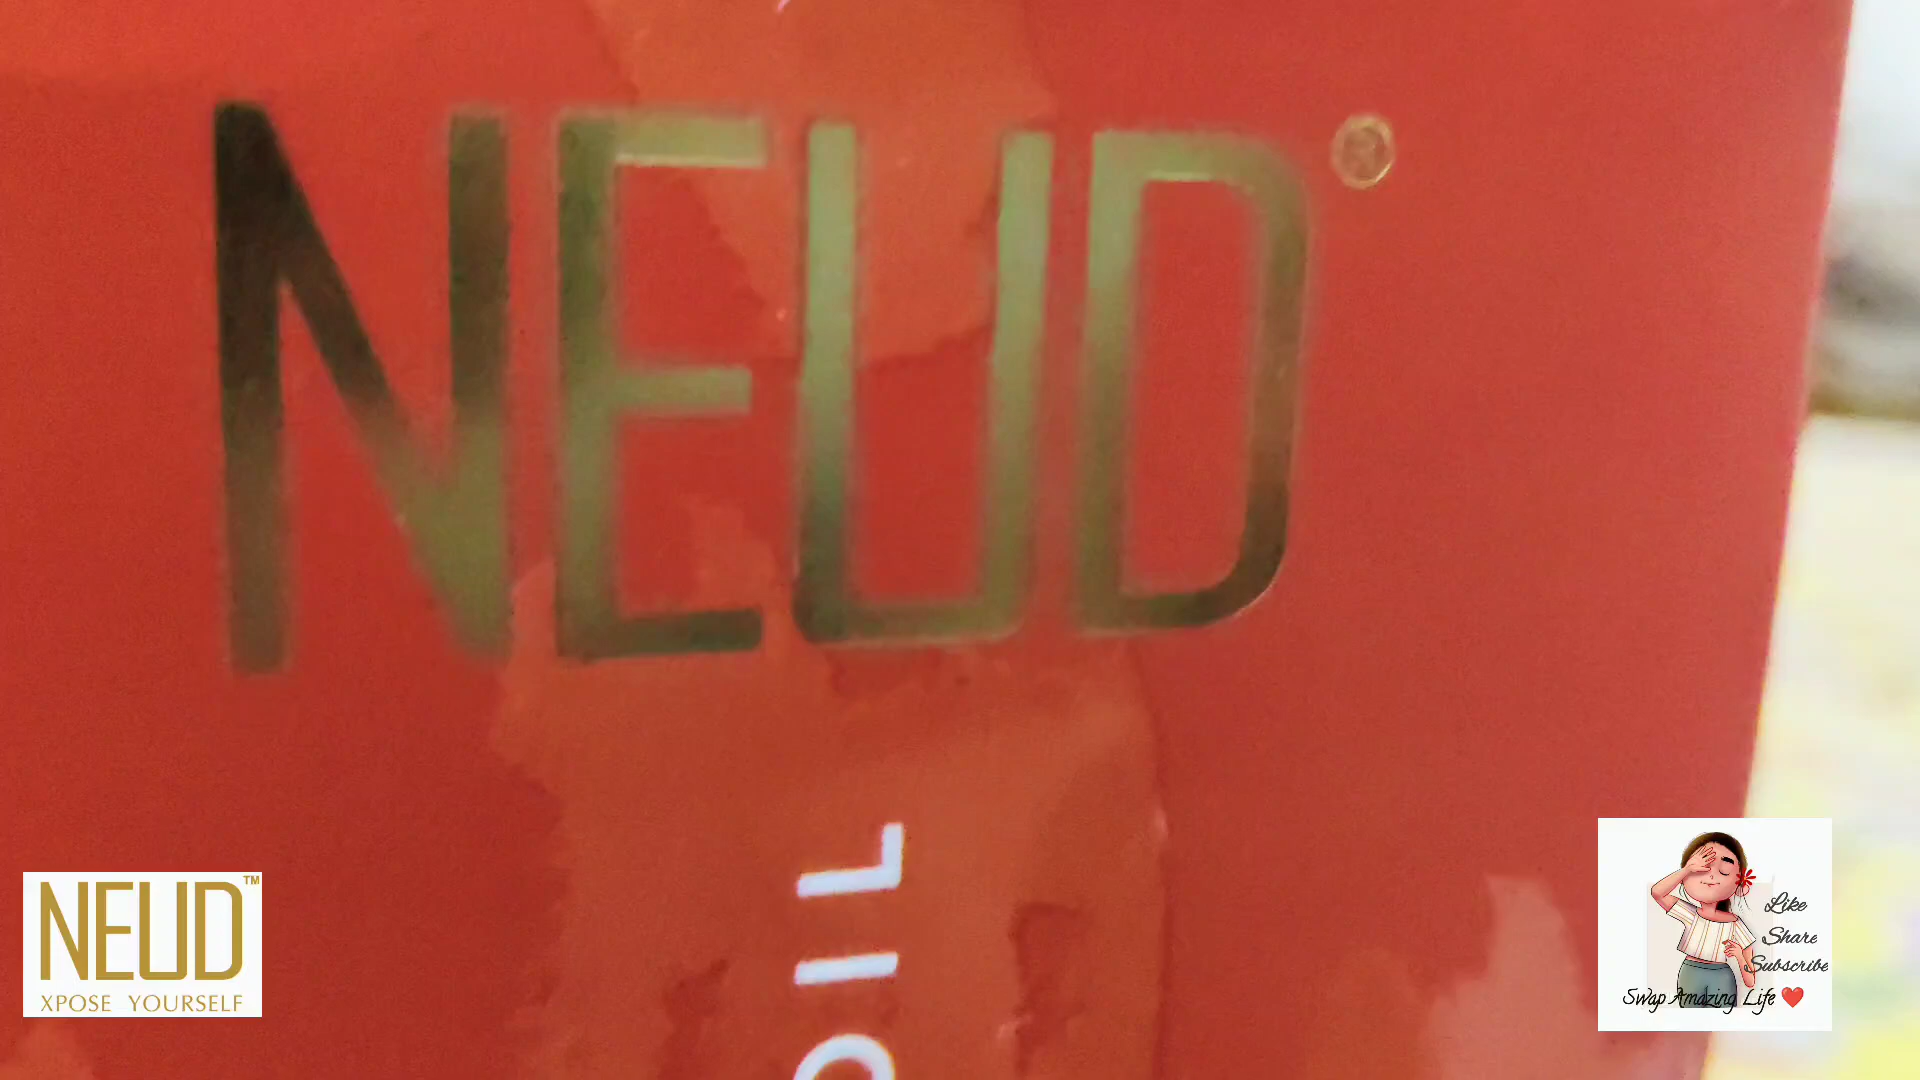 NEUD®
OIL
NEUD™
XPOSE YOURSELF
Like
Share
Subscribe
Swap Amazing Life ❤️